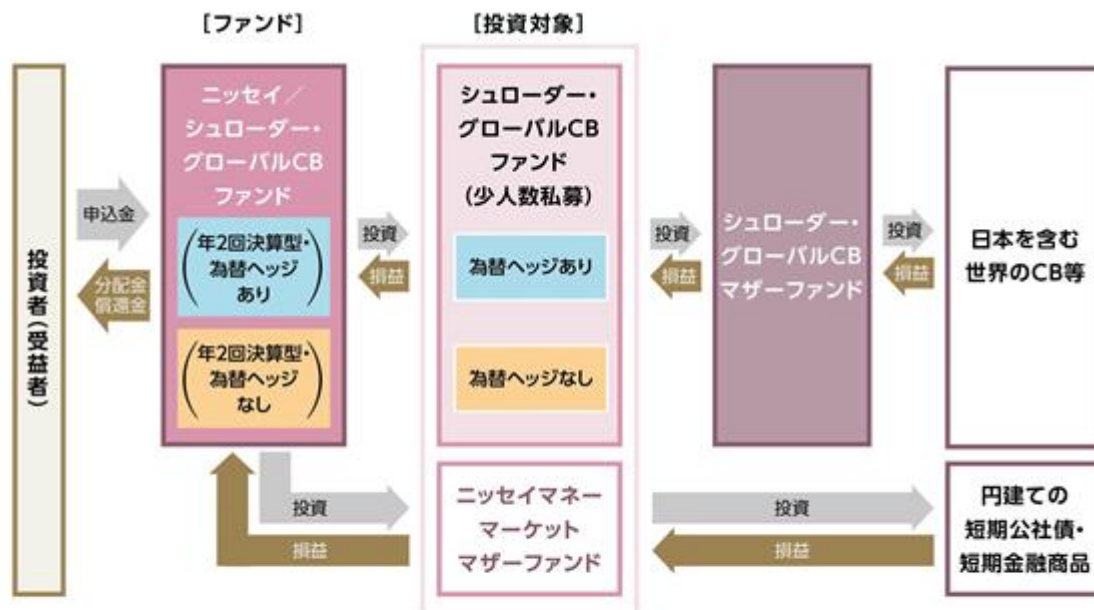 [ファンド]
[投資対象]
投資者(受益者)
申込金
分配金
償還金
ニッセイ/
シュローダー・
グローバルCB
ファンド
(年2回決算型・
為替ヘッジ
あり)
(年2回決算型・
為替ヘッジ
なし)
投資
損益
シュローダー・
グローバルCB
ファンド
(少人数私募)
為替ヘッジあり
為替ヘッジなし
投資
損益
シュローダー・
グローバルCB
マザーファンド
投資
損益
日本を含む
世界のCB等
投資
損益
ニッセイマネー
マーケット
マザーファンド
投資
損益
円建ての
短期公社債・
短期金融商品